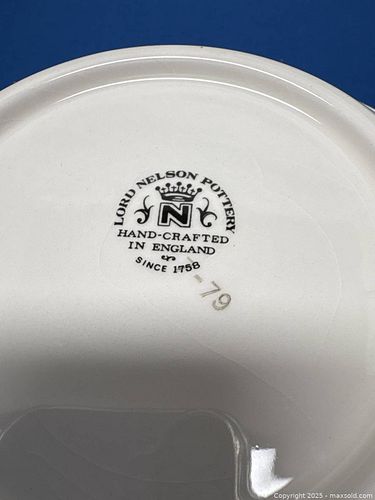 LORD NELSON POTTERY
N
HAND-CRAFTED
IN ENGLAND
SINCE 1758
-79
Copyright 2025 - maxsold.com